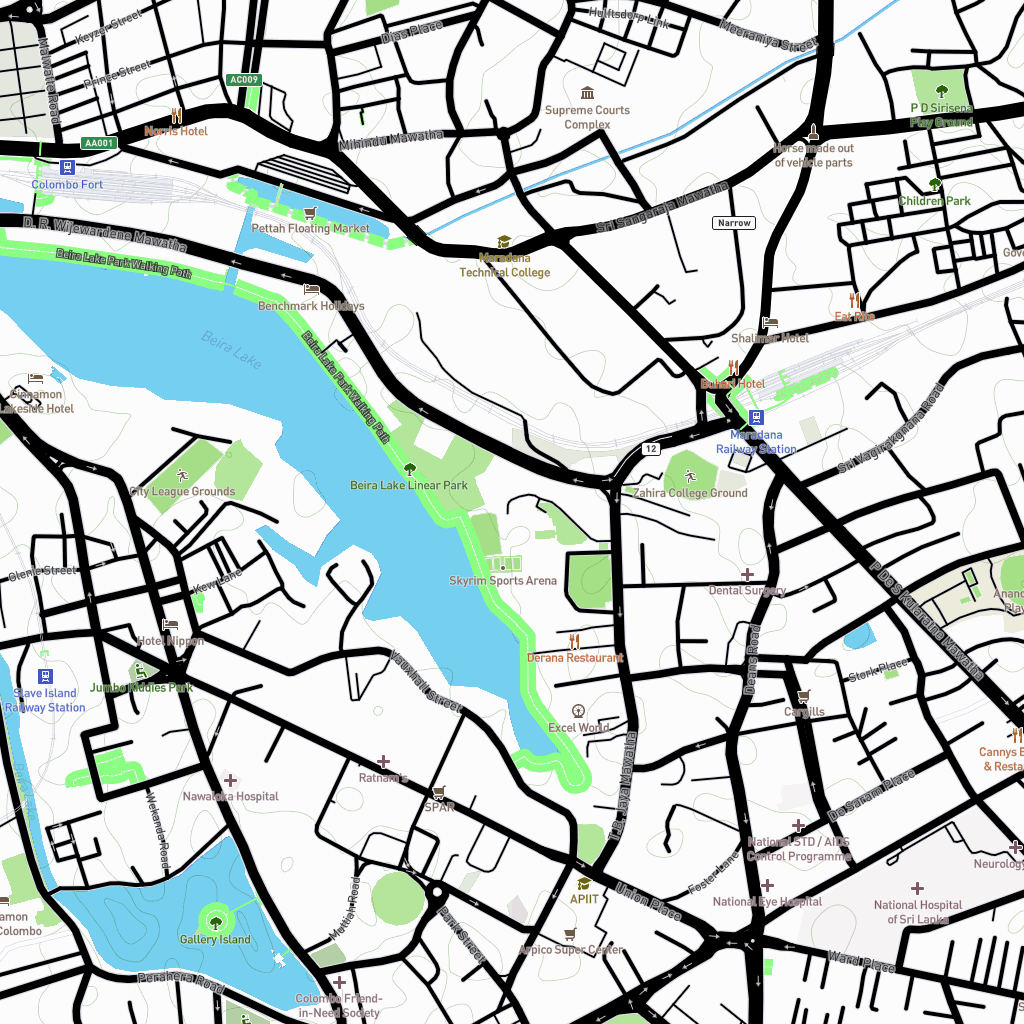 Keyzer Street
Dias Place
Hulftsdorp Link
Meeraniya Street
Malwatte Road
Prince Street
AC009
P D Sirisena
Play Ground
Supreme Courts
Complex
Norris Hotel
AA001
Mihindu Mawatha
Horse made out
of vehicle parts
Colombo Fort
Children Park
Sri Sangaraja Mawatha
Narrow
Pettah Floating Market
D. R. Wijewardene Mawatha
Maradana
Technical College
Beira Lake Park Walking Path
Benchmark Holidays
Eat Rite
Shalimar Hotel
Beira Lake
Beira Lake Park Walking Path
Buhari Hotel
Cinnamon
Lakeside Hotel
Maradana
Railway Station
12
Sri Vagirakgnana Road
Beira Lake Linear Park
City League Grounds
Zahira College Ground
Glenie Street
Kew Lane
Skyrim Sports Arena
Dental Surgery
P De S Kularatne Mawatha
Hotel Nippon
Derana Restaurant
Deans Road
Stork Place
Jumbo Kiddies Park
Vauxhall Street
Slave Island
Railway Station
Cargills
Excel World
T.B. Jaya Mawatha
Ratnam's
Nawaloka Hospital
SPAR
De Saram Place
Wekanda Road
National STD / AIDS
Control Programme
Foster Lane
APIIT
Union Place
National Eye Hospital
National Hospital
of Sri Lanka
Muttiah Road
Park Street
Gallery Island
Arpico Super Center
Ward Place
Perahera Road
Colombo Friend-
in-Need Society